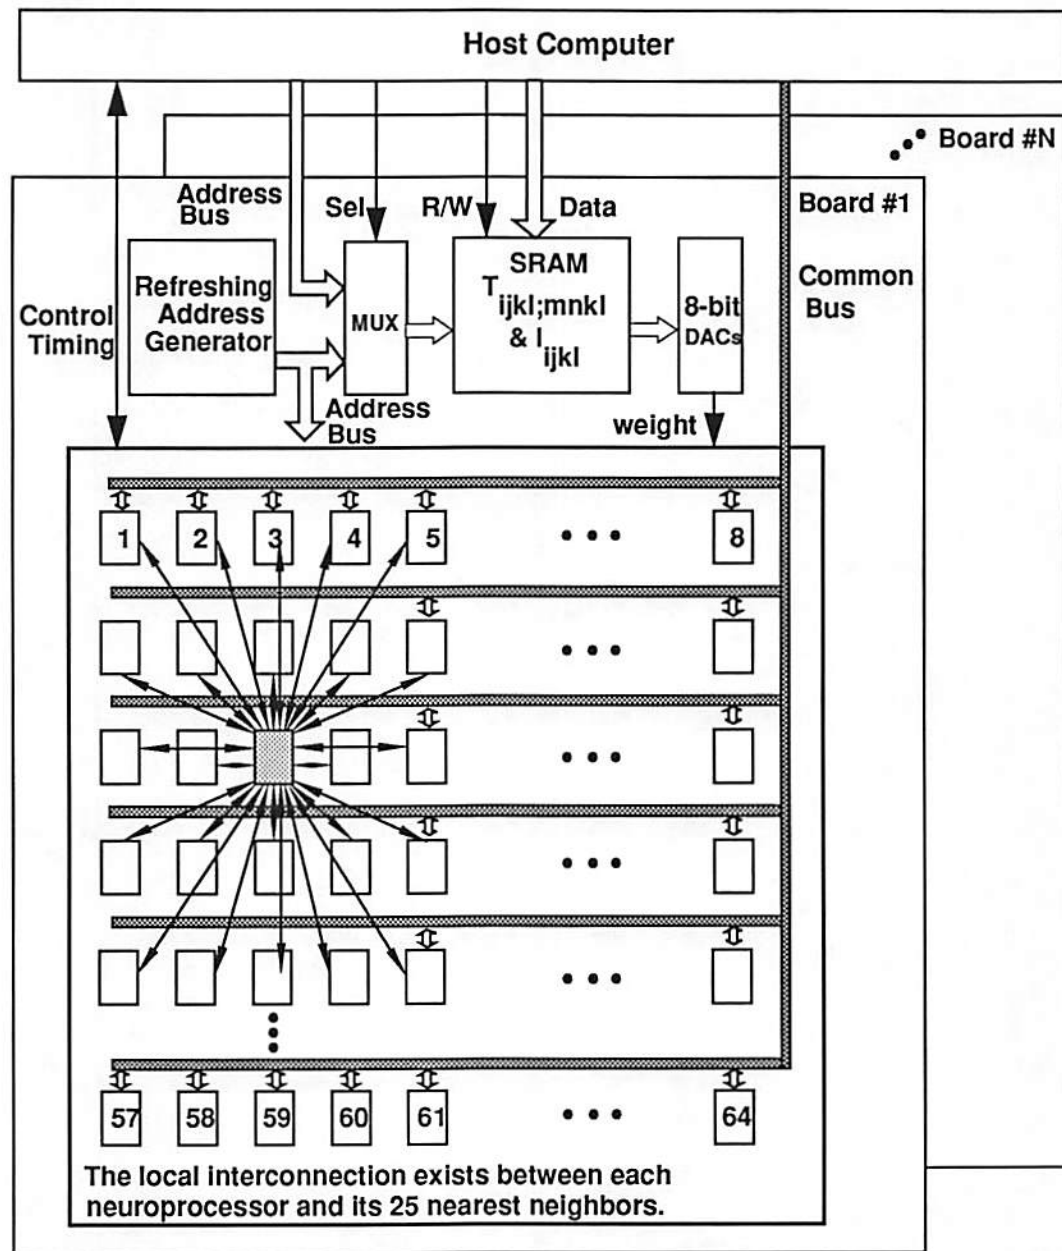 Host Computer
Board #N
Address
Bus
Sel
R/W
Data
Board #1
Refreshing
Address
Generator
MUX
SRAM
T
ijkl;mnkl
& I
ijkl
8-bit
DACs
Common
Bus
Control
Timing
Address
Bus
weight
1 2 3 4 5 8
57 58 59 60 61 64
The local interconnection exists between each
neuroprocessor and its 25 nearest neighbors.